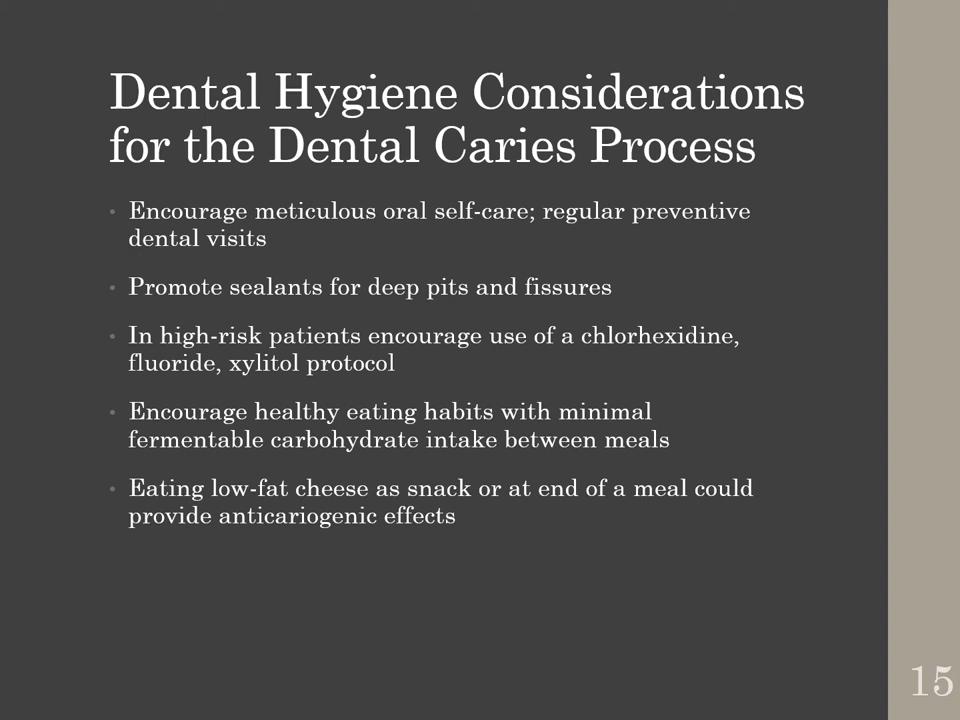 Dental Hygiene Considerations
for the Dental Caries Process
• Encourage meticulous oral self-care; regular preventive
dental visits
• Promote sealants for deep pits and fissures
• In high-risk patients encourage use of a chlorhexidine,
fluoride, xylitol protocol
• Encourage healthy eating habits with minimal
fermentable carbohydrate intake between meals
• Eating low-fat cheese as snack or at end of a meal could
provide anticariogenic effects
15